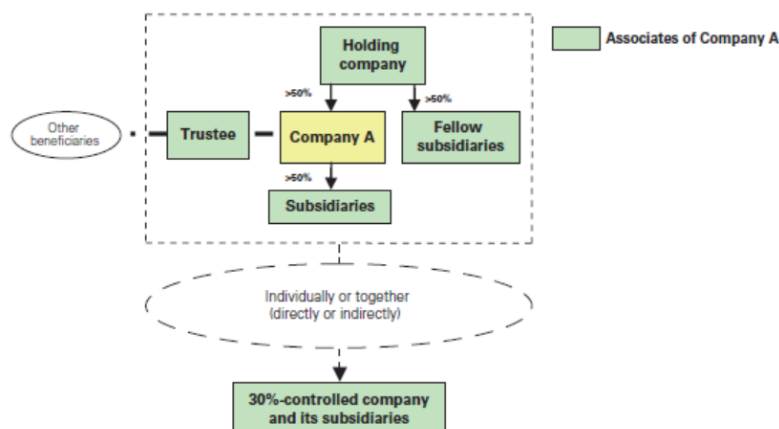 Holding
company
Associates of Company A
>50%
>50%
Other
beneficiaries
Trustee
Company A
Fellow
subsidiaries
>50%
Subsidiaries
Individually or together
(directly or indirectly)
30%-controlled company
and its subsidiaries